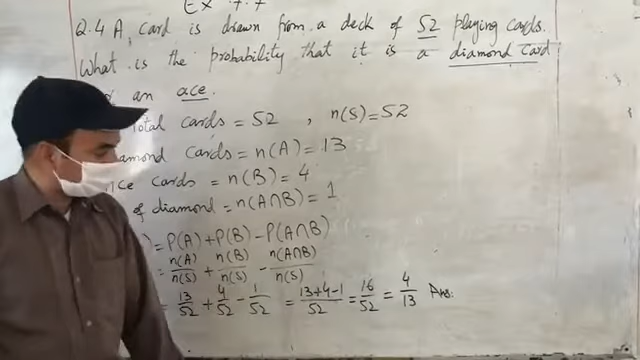 Ex 7.7
Q.4 A card is drawn from a deck of 52 playing cards.
What is the probability that it is a diamond card
an ace.
Total cards = 52 , n(S)=52
amond cards = n(A) = 13
ce cards = n(B) = 4
of diamond = n(A∩B) = 1
) = P(A) + P(B) - P(A∩B)
= n(A)/n(S) + n(B)/n(S) - n(A∩B)/n(S)
= 13/52 + 4/52 - 1/52 = 13+4-1/52 = 16/52 = 4/13 Ans: